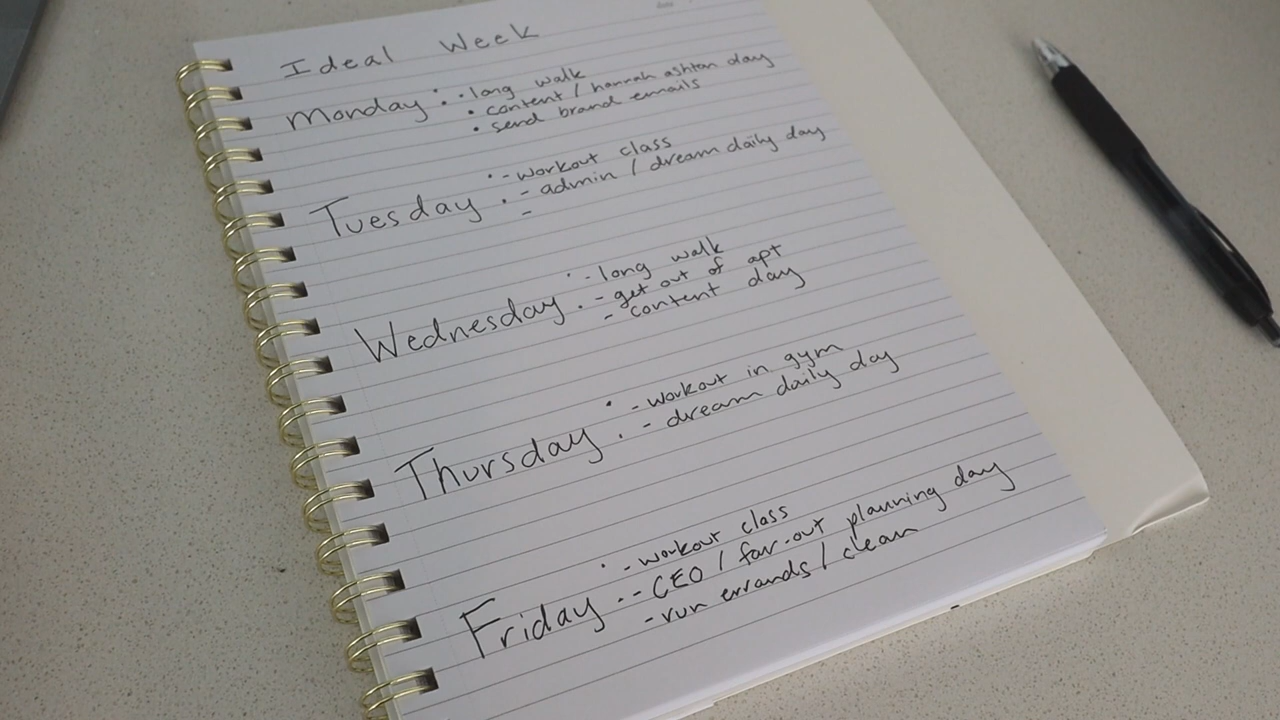 Ideal Week
Monday: • long walk
• content / hannah ashton day
• send brand emails
Tuesday: - workout class
- admin / dream daily day
-
Wednesday: - long walk
- get out of apt
- content day
Thursday: - workout in gym
- dream daily day
Friday: - workout class
- CEO / far-out planning day
- run errands / clean